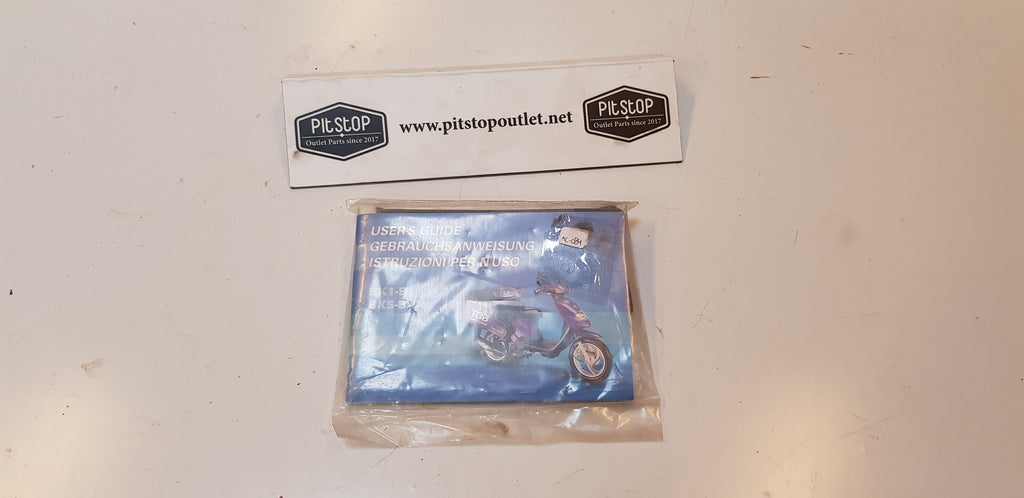 PitStop
Outlet Parts since 2017
www.pitstopoutlet.net
PitStop
Outlet Parts since 2017
USER'S GUIDE
GEBRAUCHSANWEISUNG
ISTRUZIONI PER N'USO
TGB